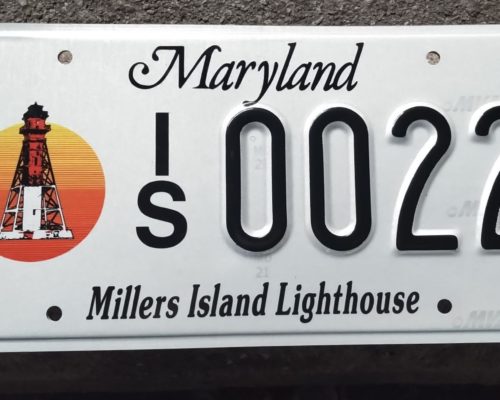 Maryland
IS 0022
Millers Island Lighthouse